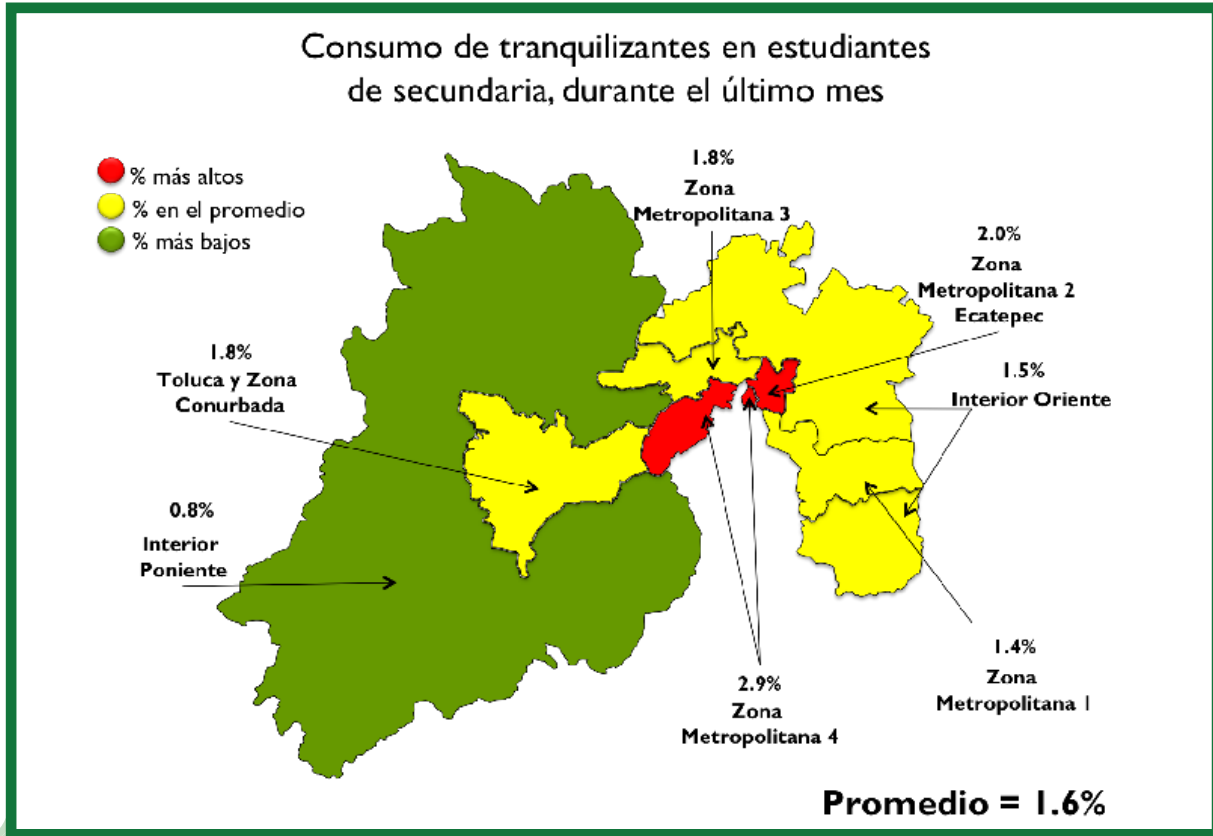 Consumo de tranquilizantes en estudiantes
de secundaria, durante el último mes
% más altos
% en el promedio
% más bajos
1.8%
Zona
Metropolitana 3
2.0%
Zona
Metropolitana 2
Ecatepec
1.8%
Toluca y Zona
Conurbada
1.5%
Interior Oriente
0.8%
Interior
Poniente
1.4%
Zona
Metropolitana 1
2.9%
Zona
Metropolitana 4
Promedio = 1.6%